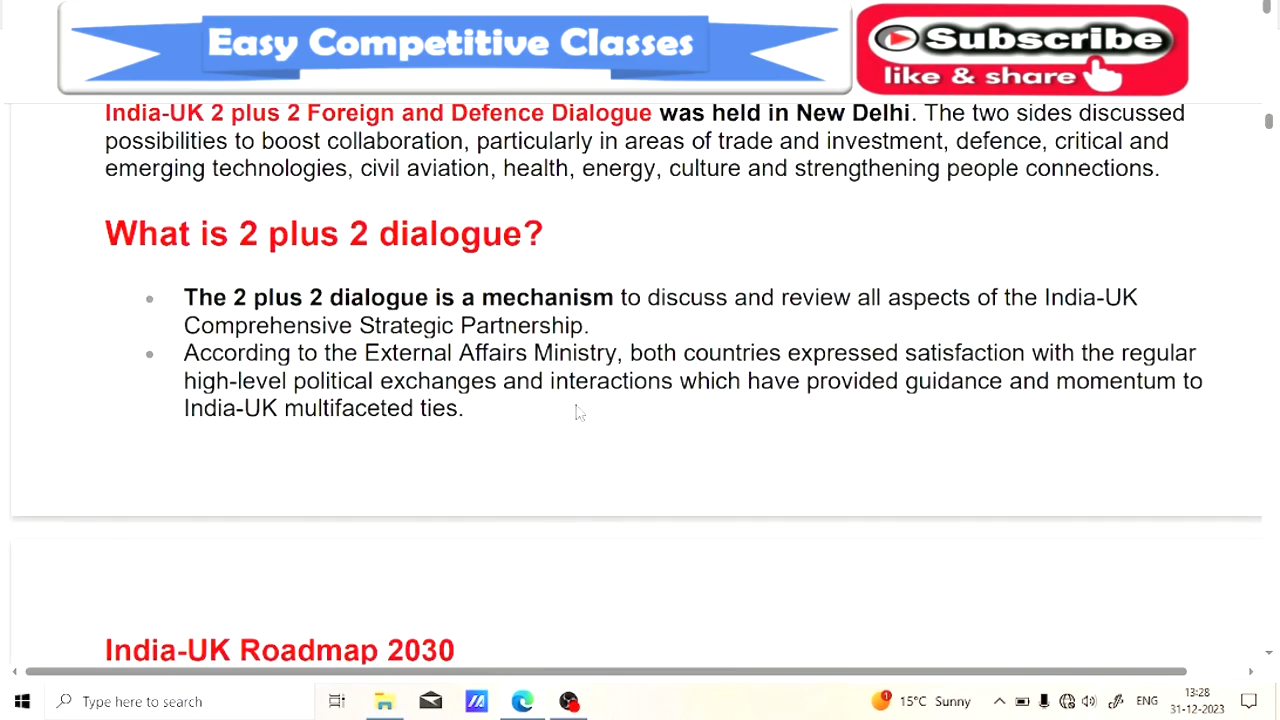 Easy Competitive Classes
Subscribe
like & share
India-UK 2 plus 2 Foreign and Defence Dialogue was held in New Delhi. The two sides discussed
possibilities to boost collaboration, particularly in areas of trade and investment, defence, critical and
emerging technologies, civil aviation, health, energy, culture and strengthening people connections.
What is 2 plus 2 dialogue?
The 2 plus 2 dialogue is a mechanism to discuss and review all aspects of the India-UK
Comprehensive Strategic Partnership.
According to the External Affairs Ministry, both countries expressed satisfaction with the regular
high-level political exchanges and interactions which have provided guidance and momentum to
India-UK multifaceted ties.
India-UK Roadmap 2030
Type here to search
1
15°C Sunny
ENG
13:28
31-12-2023